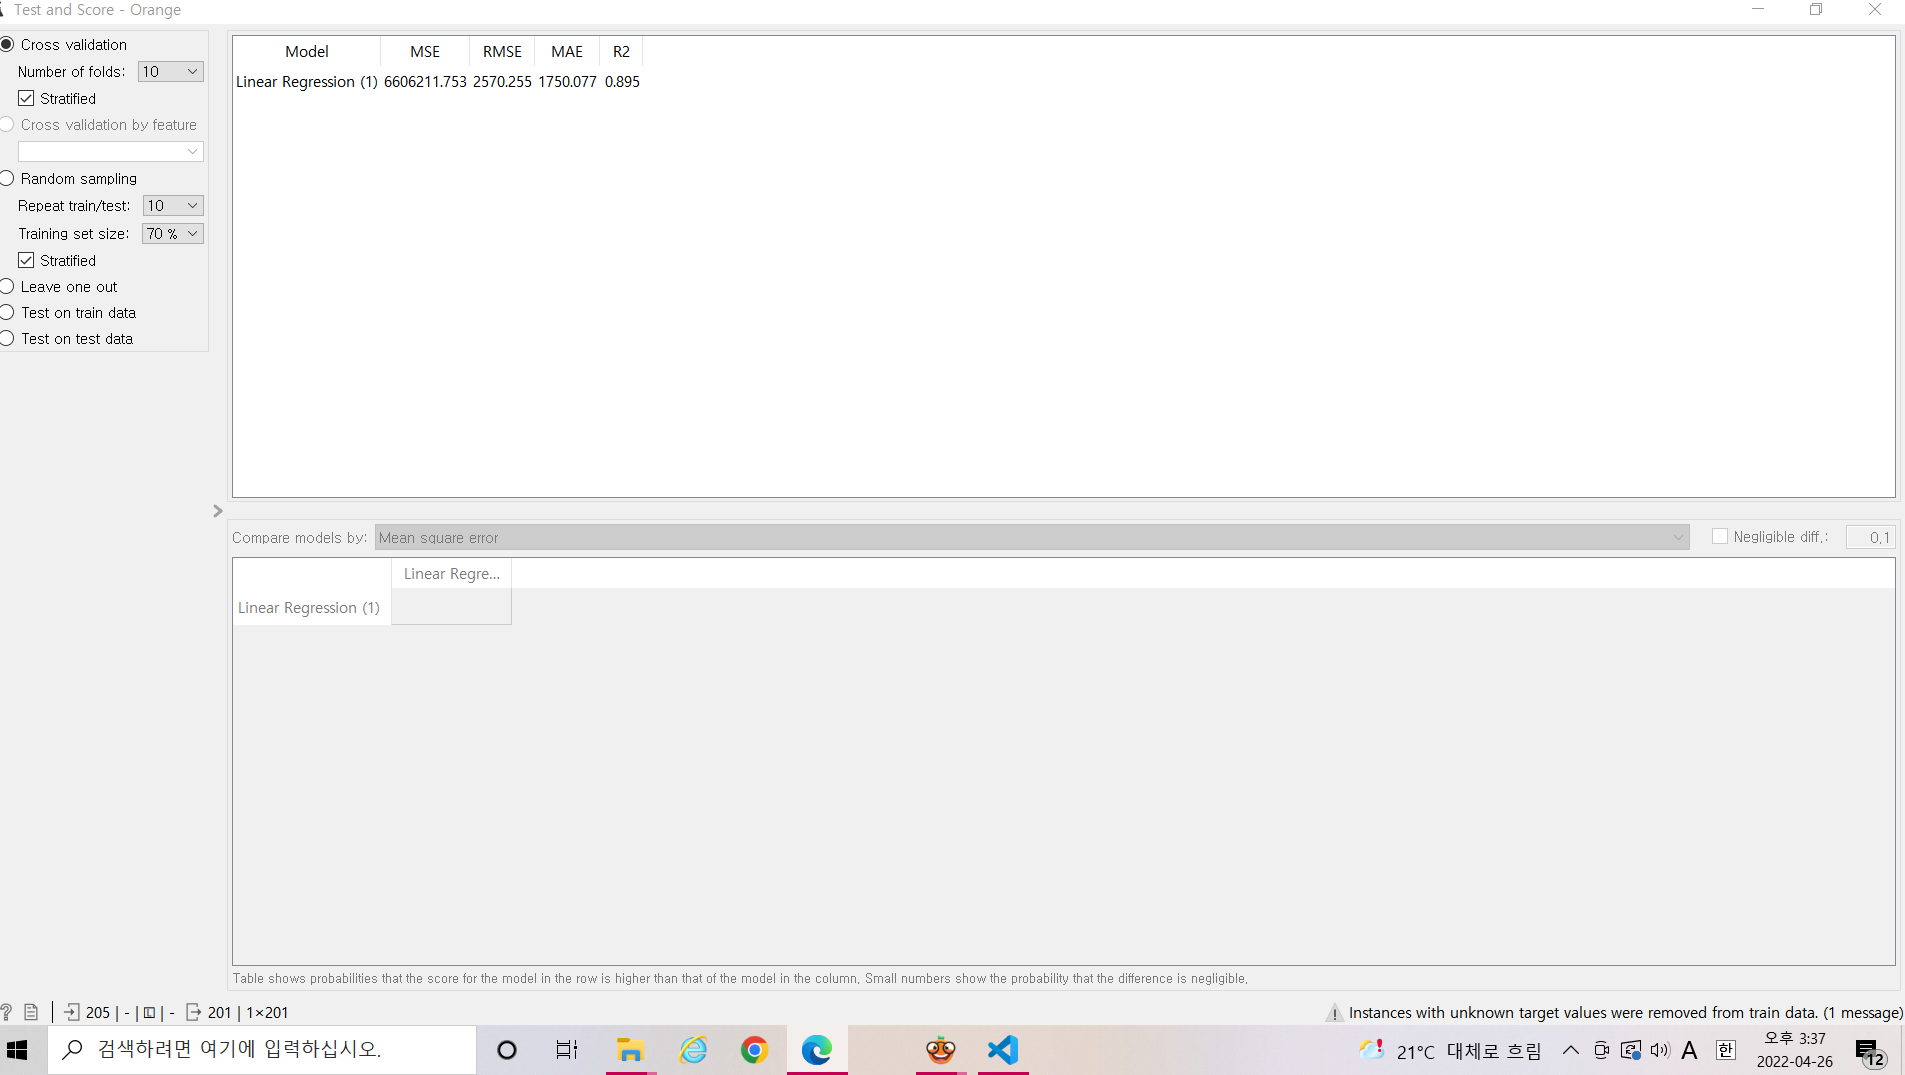 Test and Score - Orange
Cross validation
Number of folds: 10
Stratified
Cross validation by feature
Random sampling
Repeat train/test: 10
Training set size: 70 %
Stratified
Leave one out
Test on train data
Test on test data
Model MSE RMSE MAE R2
Linear Regression (1) 6606211.753 2570.255 1750.077 0.895
Compare models by: Mean square error
Negligible diff.: 0.1
Linear Regre...
Linear Regression (1)
Table shows probabilities that the score for the model in the row is higher than that of the model in the column. Small numbers show the probability that the difference is negligible.
? 205 | - | L | - 201 | 1×201
Instances with unknown target values were removed from train data. (1 message)
검색하려면 여기에 입력하십시오.
21°C 대체로 흐림
A 한
오후 3:37
2022-04-26
12